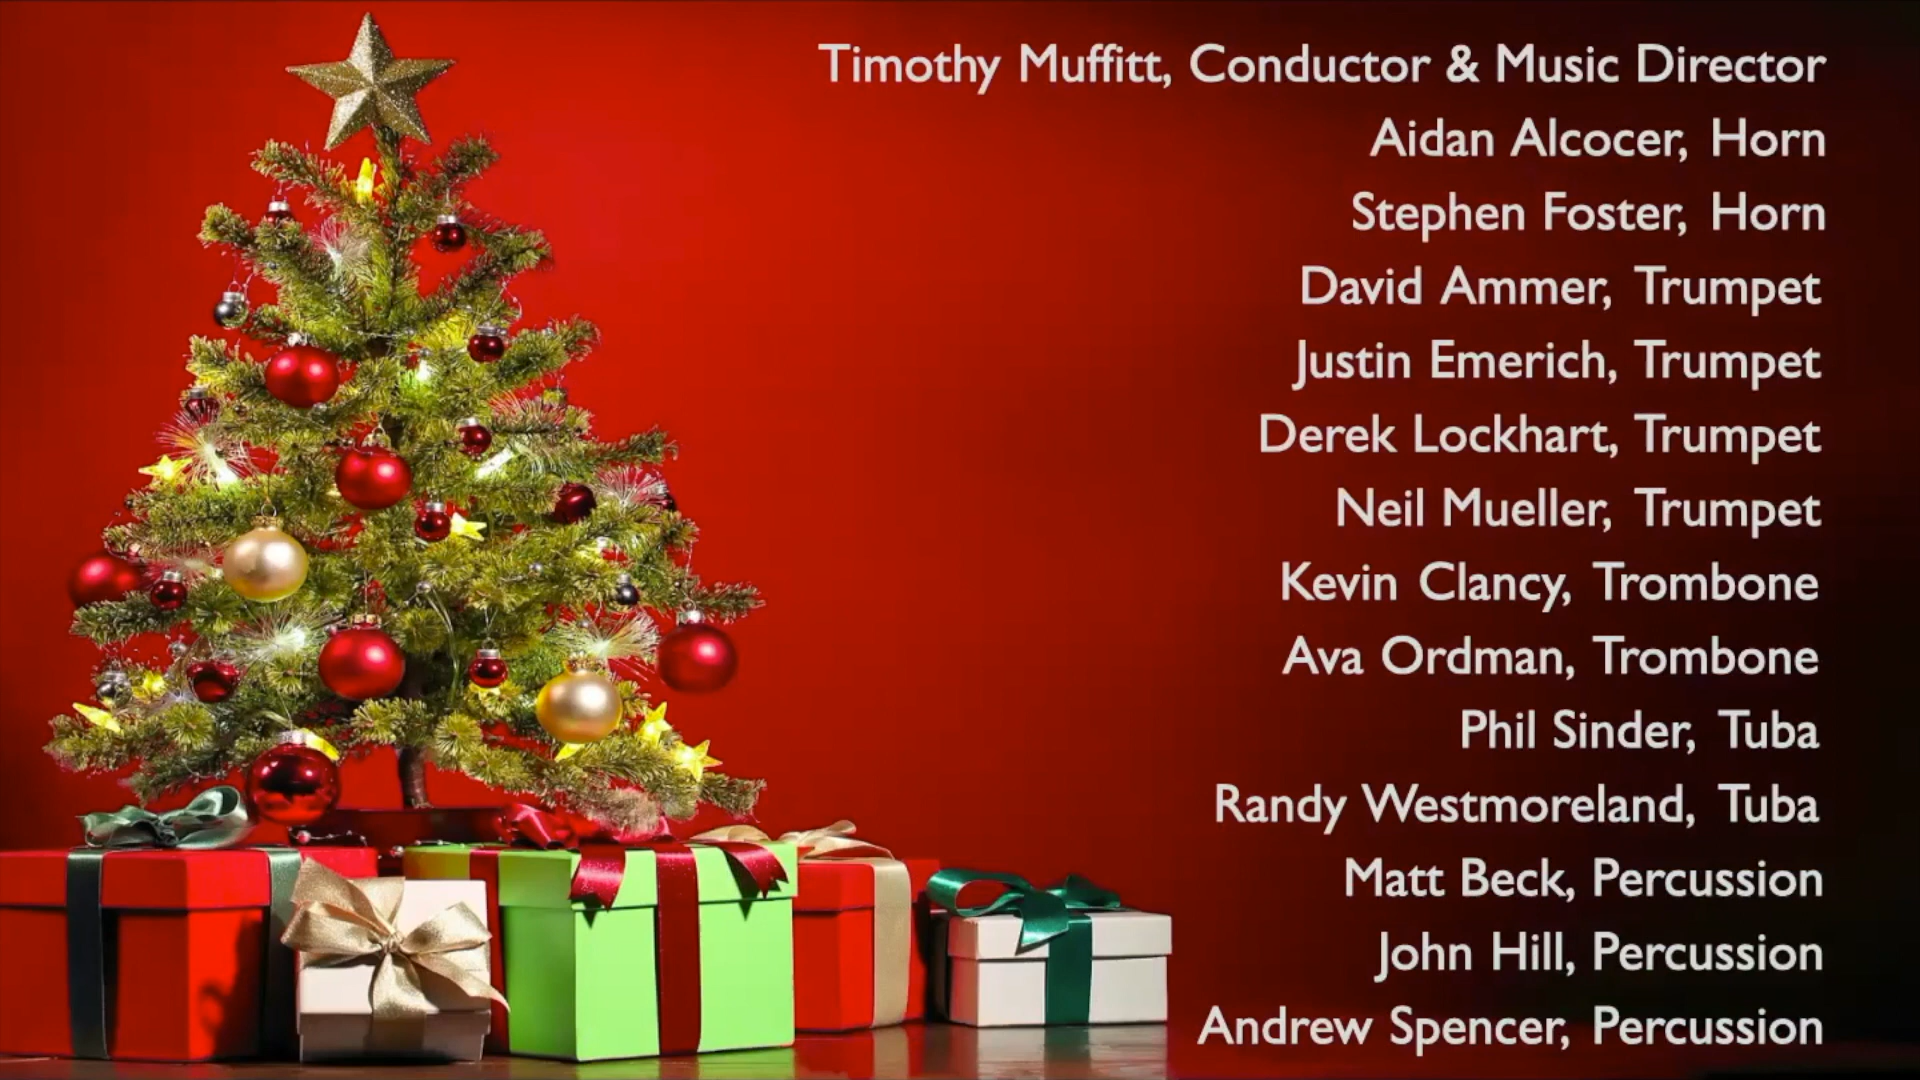 Timothy Muffitt, Conductor & Music Director
Aidan Alcocer, Horn
Stephen Foster, Horn
David Ammer, Trumpet
Justin Emerich, Trumpet
Derek Lockhart, Trumpet
Neil Mueller, Trumpet
Kevin Clancy, Trombone
Ava Ordman, Trombone
Phil Sinder, Tuba
Randy Westmoreland, Tuba
Matt Beck, Percussion
John Hill, Percussion
Andrew Spencer, Percussion